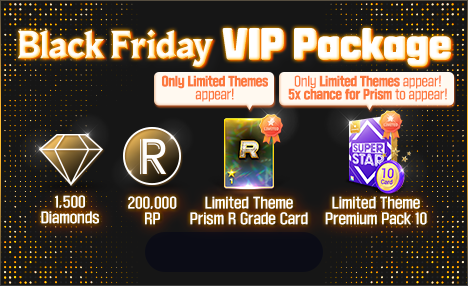 Black Friday VIP Package
Only Limited Themes
appear!
Only Limited Themes appear!
5x chance for Prism to appear!
R
R
1
SUPER
STAR
10
Card
1,500
Diamonds
200,000
RP
Limited Theme
Prism R Grade Card
Limited Theme
Premium Pack 10